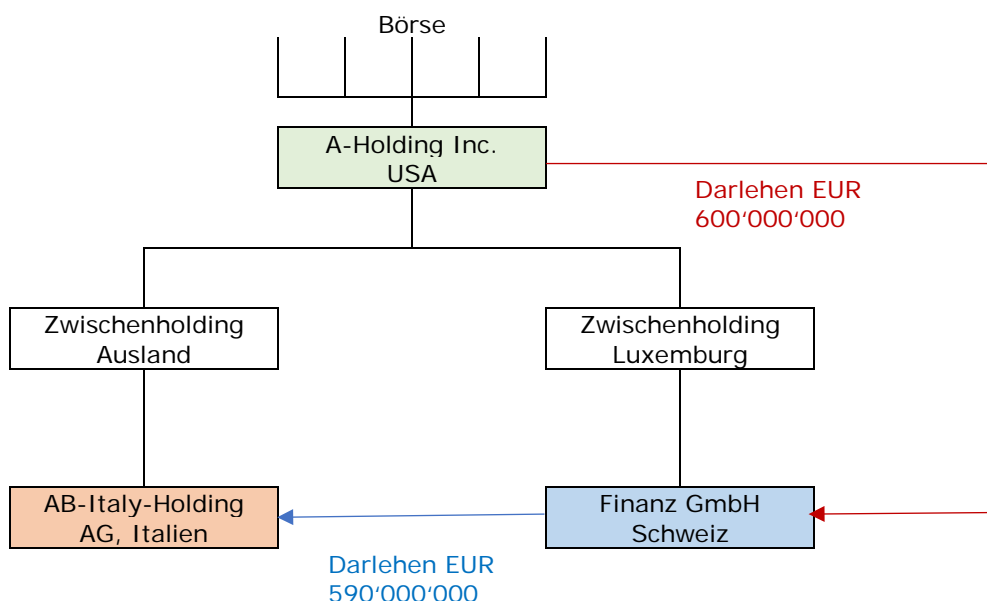 Börse
A-Holding Inc.
USA
Darlehen EUR
600‘000‘000
Zwischenholding
Ausland
Zwischenholding
Luxemburg
AB-Italy-Holding
AG, Italien
Finanz GmbH
Schweiz
Darlehen EUR
590‘000‘000